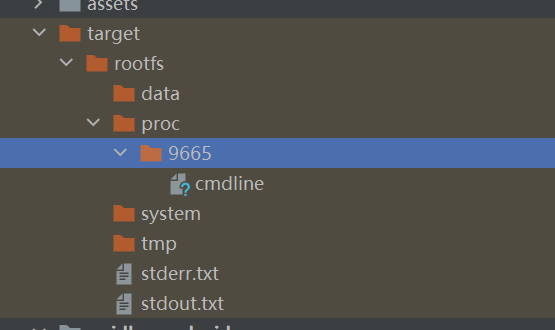 assets
target
rootfs
data
proc
9665
cmdline
system
tmp
stderr.txt
stdout.txt